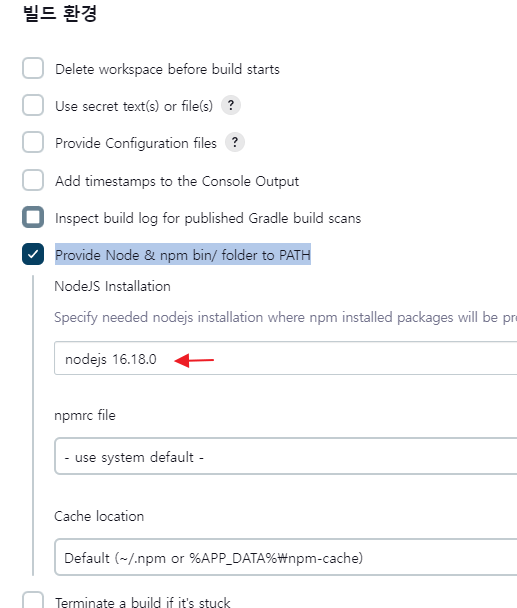 빌드 환경
Delete workspace before build starts
Use secret text(s) or file(s) ?
Provide Configuration files ?
Add timestamps to the Console Output
Inspect build log for published Gradle build scans
Provide Node & npm bin/ folder to PATH
NodeJS Installation
Specify needed nodejs installation where npm installed packages will be pr
nodejs 16.18.0
npmrc file
- use system default -
Cache location
Default (~/.npm or %APP_DATA%₩npm-cache)
Terminate a build if it's stuck